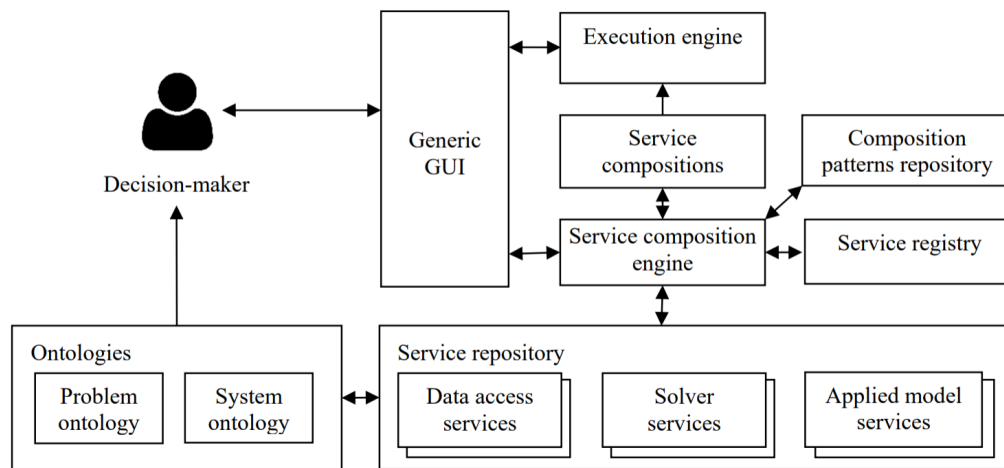 Execution engine
Generic
GUI
Service
compositions
Composition
patterns repository
Decision-maker
Service composition
engine
Service registry
Ontologies
Problem
ontology
System
ontology
Service repository
Data access
services
Solver
services
Applied model
services